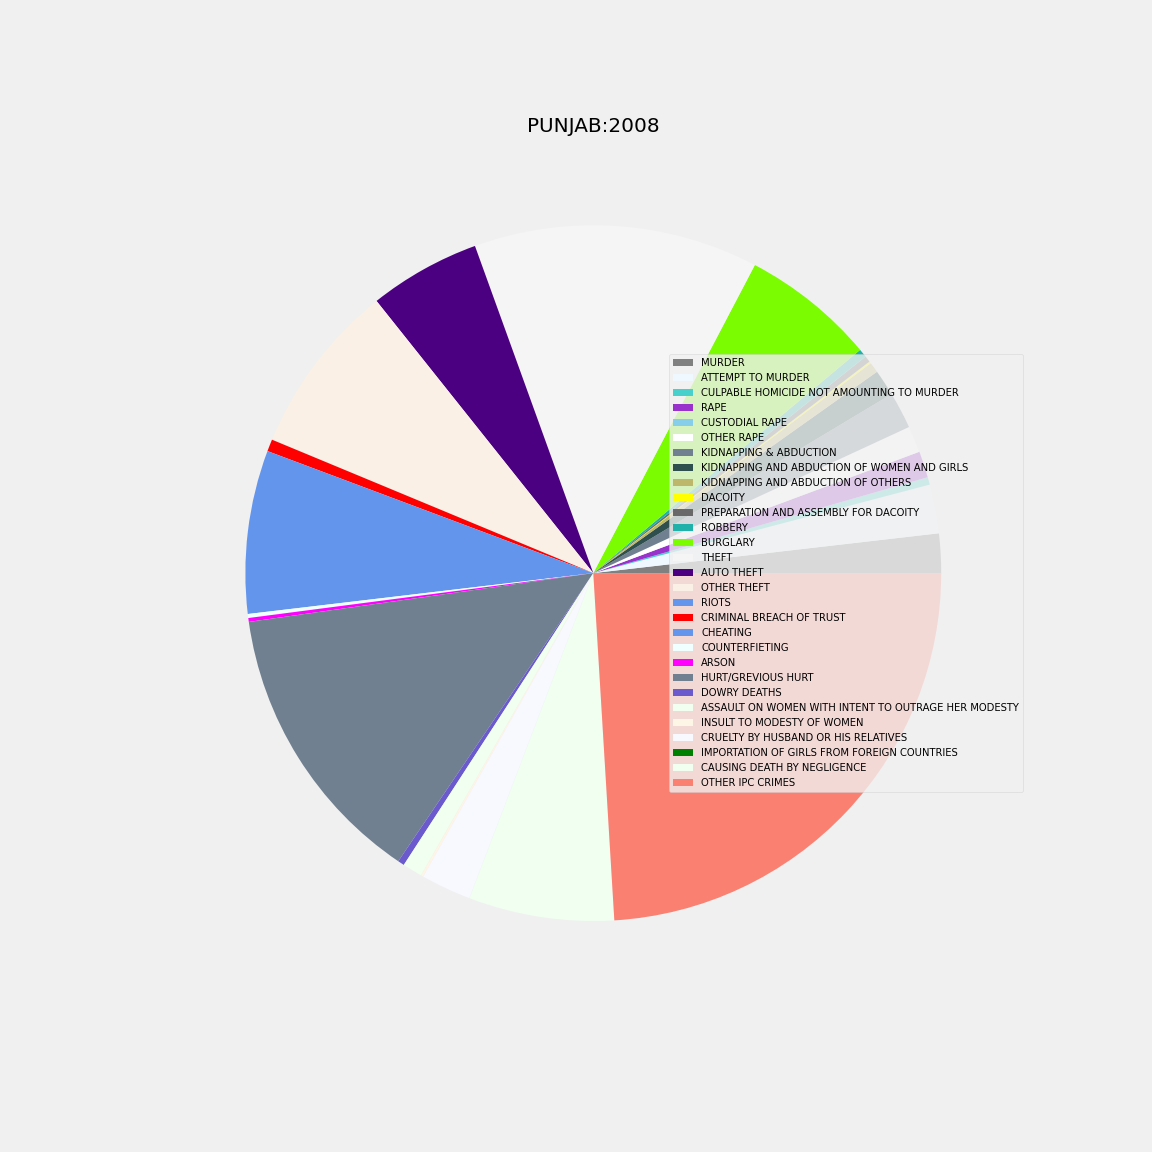 PUNJAB:2008
MURDER
ATTEMPT TO MURDER
CULPABLE HOMICIDE NOT AMOUNTING TO MURDER
RAPE
CUSTODIAL RAPE
OTHER RAPE
KIDNAPPING & ABDUCTION
KIDNAPPING AND ABDUCTION OF WOMEN AND GIRLS
KIDNAPPING AND ABDUCTION OF OTHERS
DACOITY
PREPARATION AND ASSEMBLY FOR DACOITY
ROBBERY
BURGLARY
THEFT
AUTO THEFT
OTHER THEFT
RIOTS
CRIMINAL BREACH OF TRUST
CHEATING
COUNTERFIETING
ARSON
HURT/GREVIOUS HURT
DOWRY DEATHS
ASSAULT ON WOMEN WITH INTENT TO OUTRAGE HER MODESTY
INSULT TO MODESTY OF WOMEN
CRUELTY BY HUSBAND OR HIS RELATIVES
IMPORTATION OF GIRLS FROM FOREIGN COUNTRIES
CAUSING DEATH BY NEGLIGENCE
OTHER IPC CRIMES